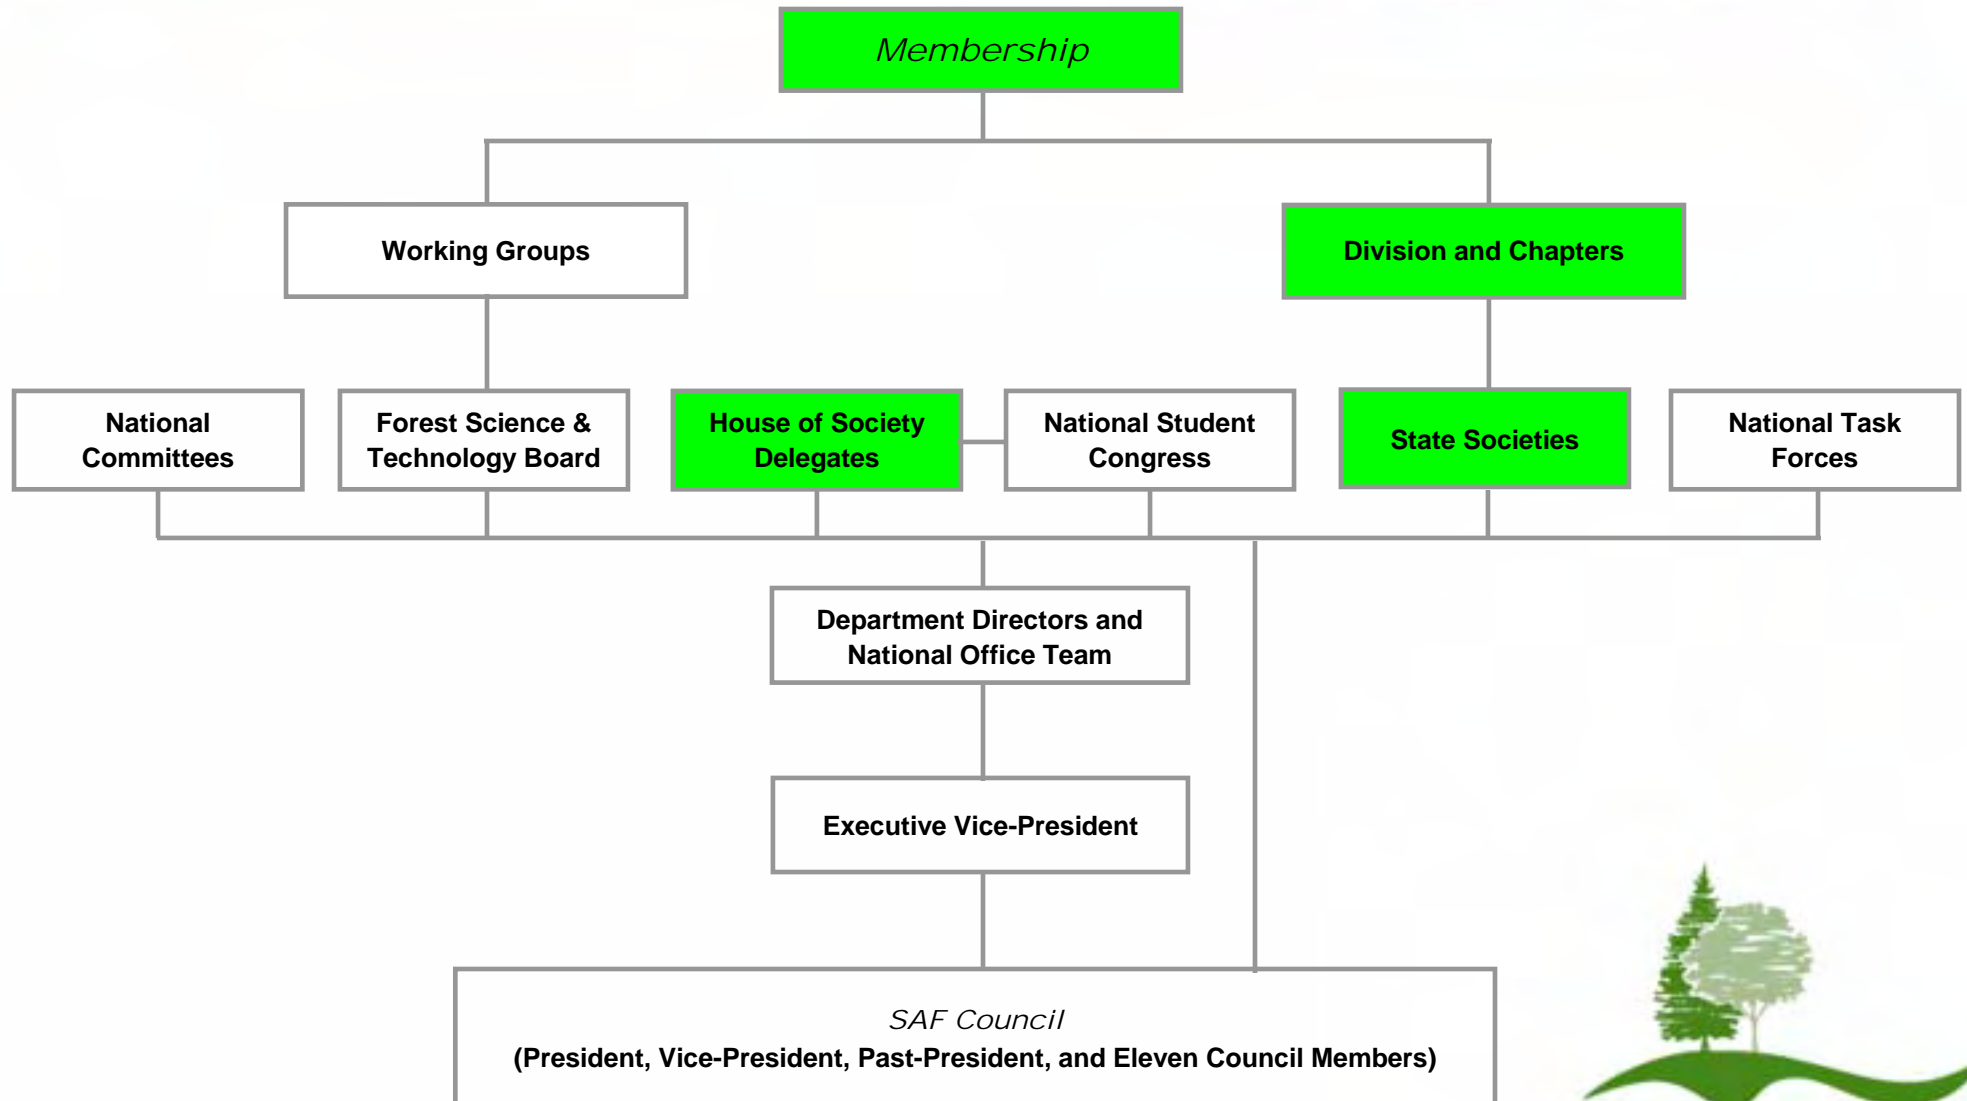 Membership
Working Groups
Division and Chapters
National
Committees
Forest Science &
Technology Board
House of Society
Delegates
National Student
Congress
State Societies
National Task
Forces
Department Directors and
National Office Team
Executive Vice-President
SAF Council
(President, Vice-President, Past-President, and Eleven Council Members)